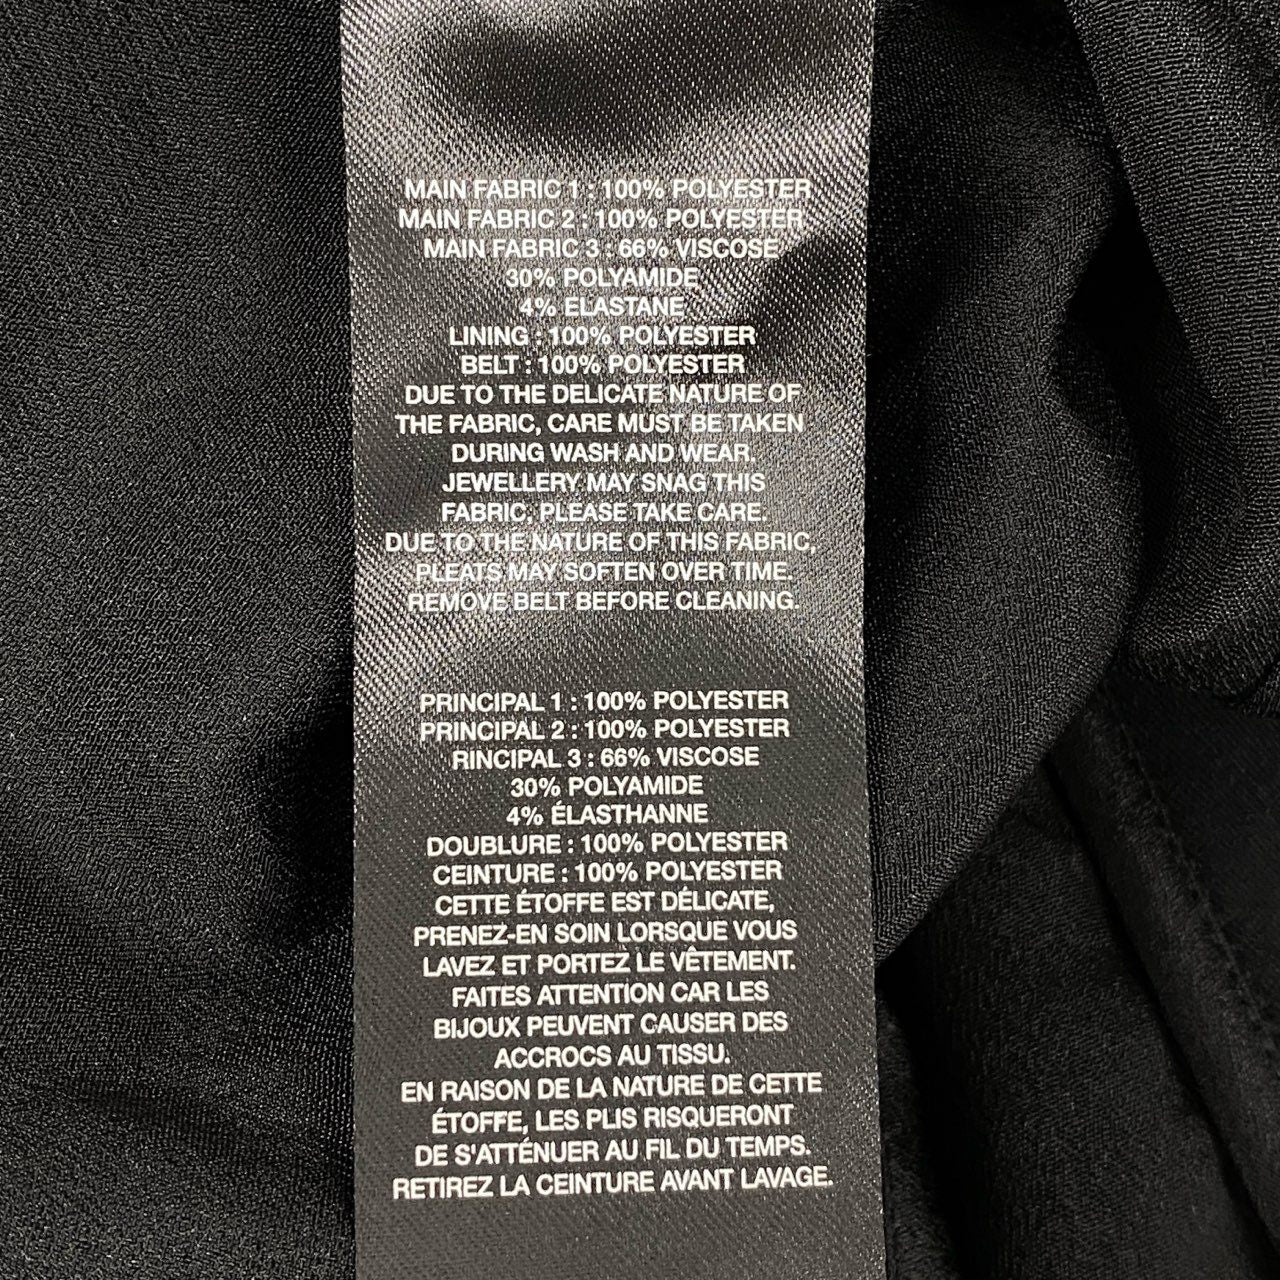 MAIN FABRIC 1 : 100% POLYESTER
MAIN FABRIC 2 : 100% POLYESTER
MAIN FABRIC 3 : 66% VISCOSE
30% POLYAMIDE
4% ELASTANE
LINING : 100% POLYESTER
BELT : 100% POLYESTER
DUE TO THE DELICATE NATURE OF
THE FABRIC, CARE MUST BE TAKEN
DURING WASH AND WEAR.
JEWELLERY MAY SNAG THIS
FABRIC, PLEASE TAKE CARE.
DUE TO THE NATURE OF THIS FABRIC,
PLEATS MAY SOFTEN OVER TIME.
REMOVE BELT BEFORE CLEANING.
PRINCIPAL 1 : 100% POLYESTER
PRINCIPAL 2 : 100% POLYESTER
RINCIPAL 3 : 66% VISCOSE
30% POLYAMIDE
4% ÉLASTHANNE
DOUBLURE : 100% POLYESTER
CEINTURE : 100% POLYESTER
CETTE ÉTOFFE EST DÉLICATE,
PRENEZ-EN SOIN LORSQUE VOUS
LAVEZ ET PORTEZ LE VÊTEMENT.
FAITES ATTENTION CAR LES
BIJOUX PEUVENT CAUSER DES
ACCROCS AU TISSU.
EN RAISON DE LA NATURE DE CETTE
ÉTOFFE, LES PLIS RISQUERONT
DE S'ATTÉNUER AU FIL DU TEMPS.
RETIREZ LA CEINTURE AVANT LAVAGE.